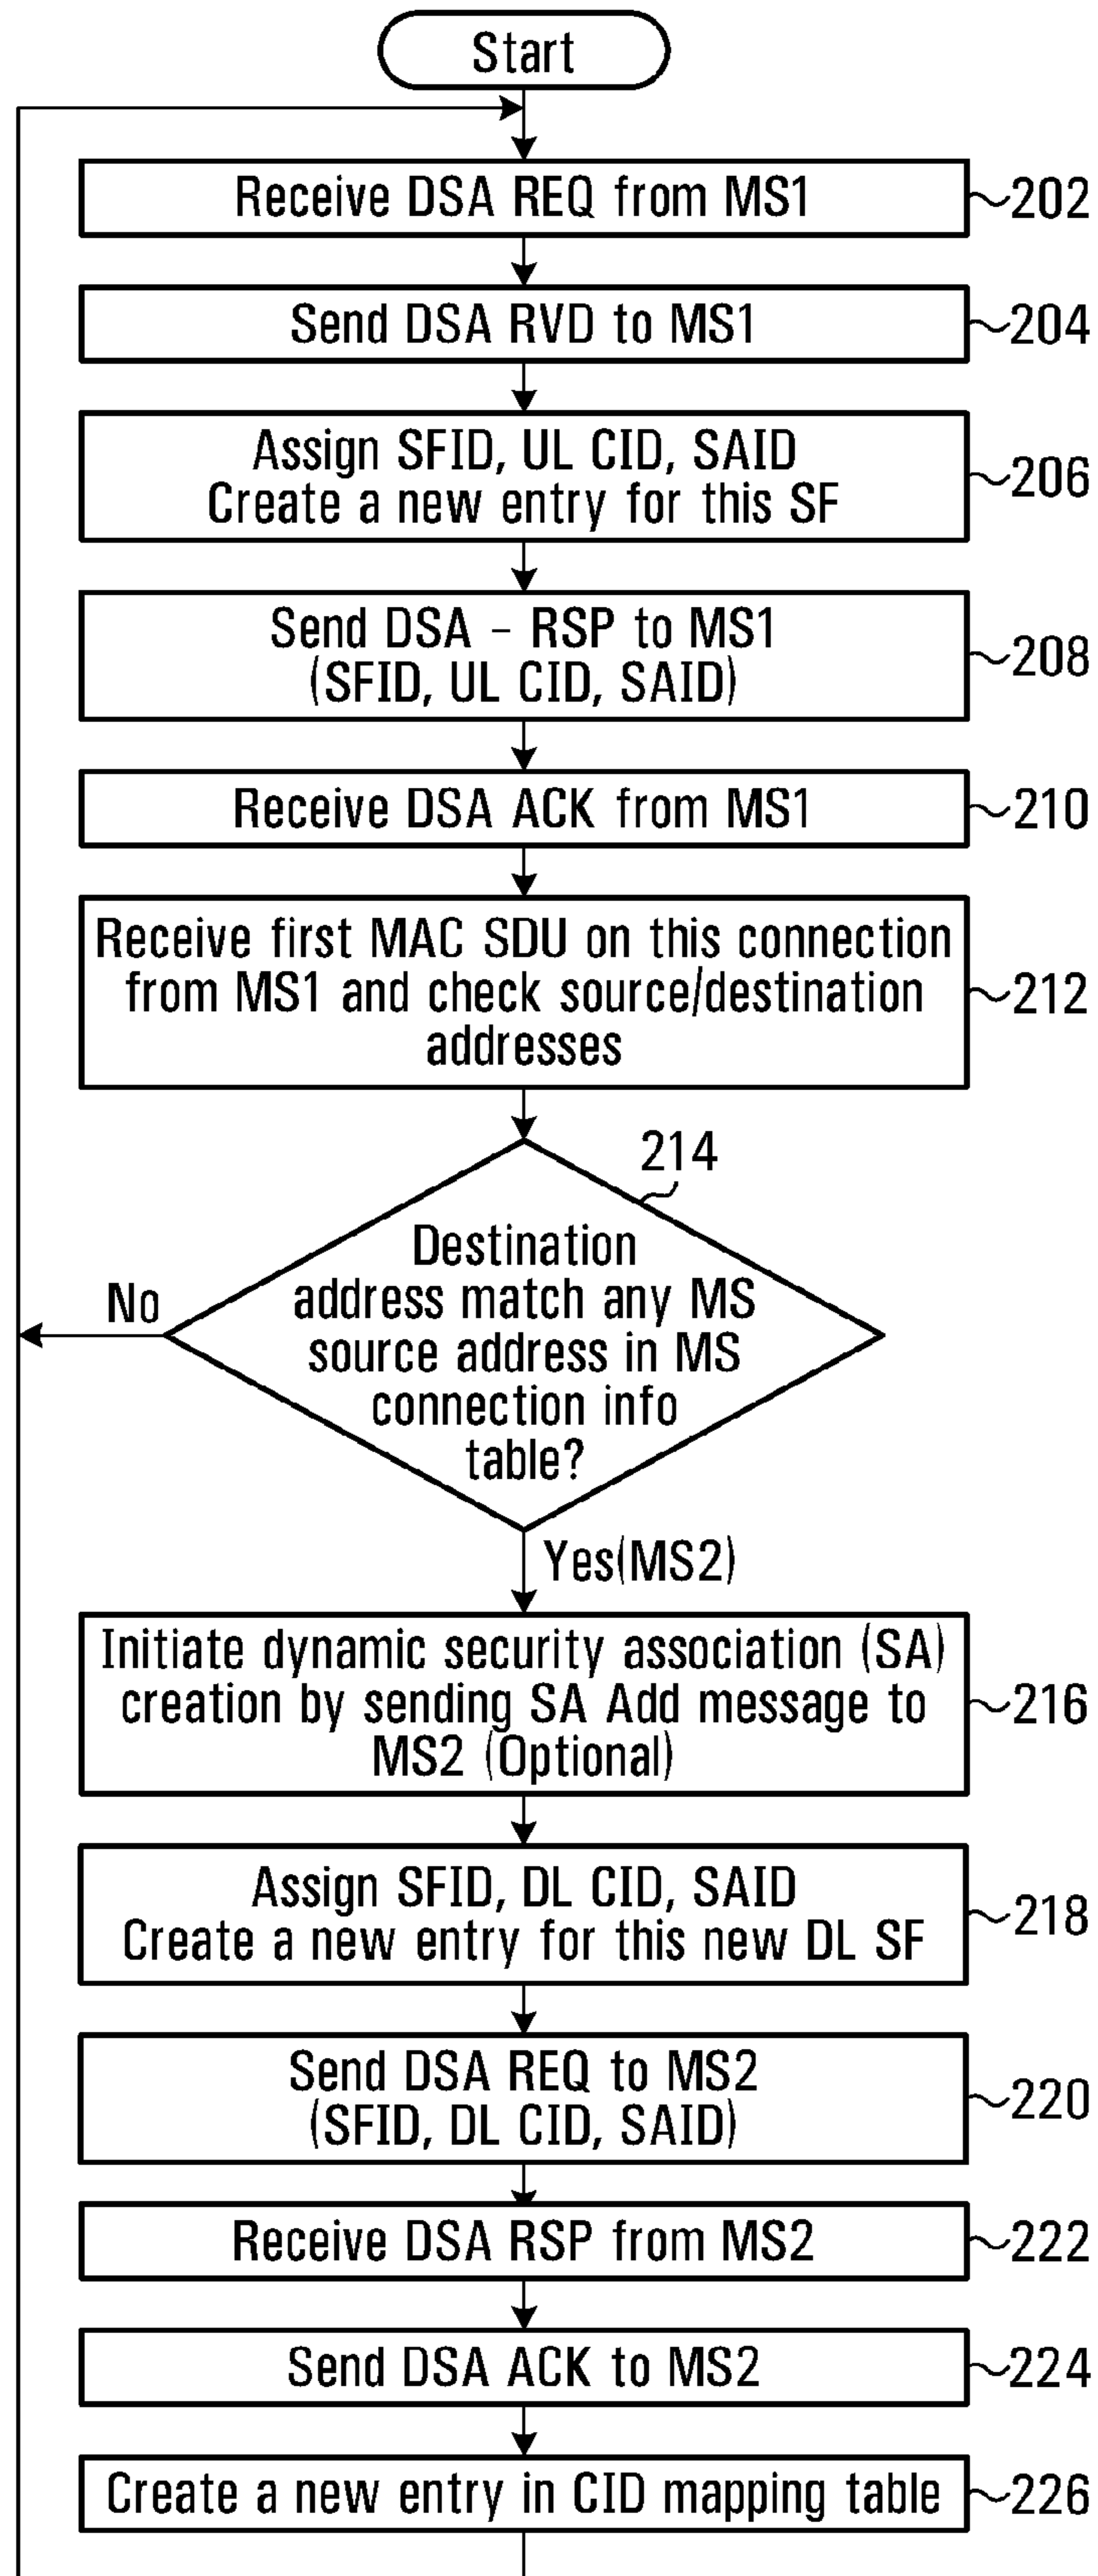 Start
Receive DSA REQ from MS1
202
Send DSA RVD to MS1
204
Assign SFID, UL CID, SAID
Create a new entry for this SF
206
Send DSA – RSP to MS1
(SFID, UL CID, SAID)
208
Receive DSA ACK from MS1
210
Receive first MAC SDU on this connection
from MS1 and check source/destination
addresses
212
214
Destination
address match any MS
source address in MS
connection info
table?
No
Yes(MS2)
Initiate dynamic security association (SA)
creation by sending SA Add message to
MS2 (Optional)
216
Assign SFID, DL CID, SAID
Create a new entry for this new DL SF
218
Send DSA REQ to MS2
(SFID, DL CID, SAID)
220
Receive DSA RSP from MS2
222
Send DSA ACK to MS2
224
Create a new entry in CID mapping table
226